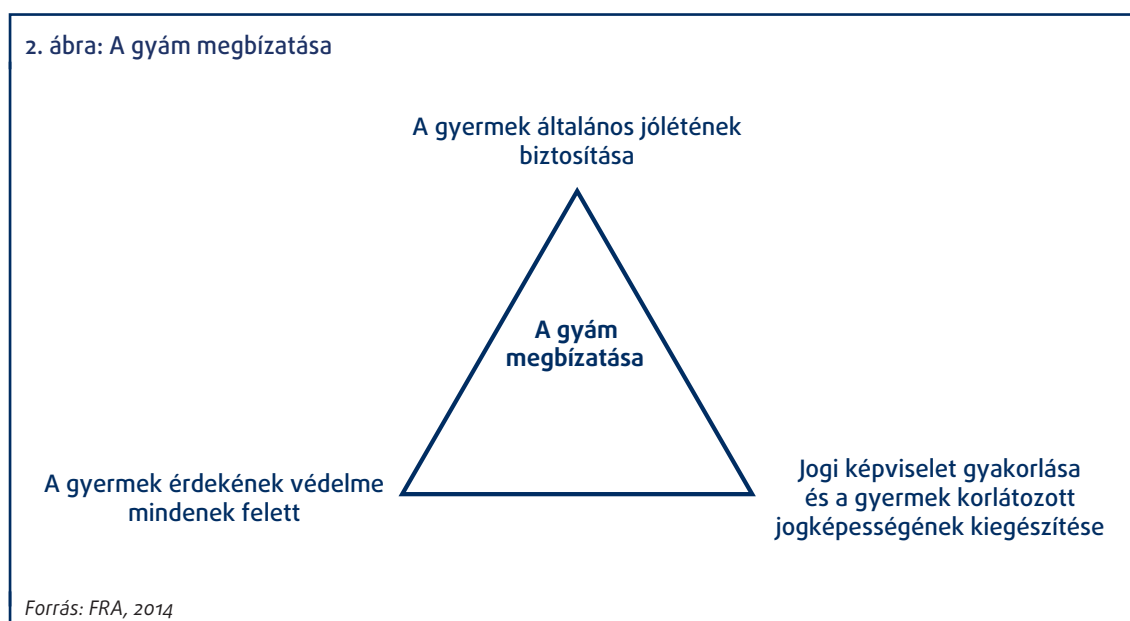 2. ábra: A gyám megbízatása
A gyermek általános jólétének
biztosítása
A gyám
megbízatása
A gyermek érdekének védelme
mindenek felett
Jogi képviselet gyakorlása
és a gyermek korlátozott
jogképességének kiegészítése
Forrás: FRA, 2014